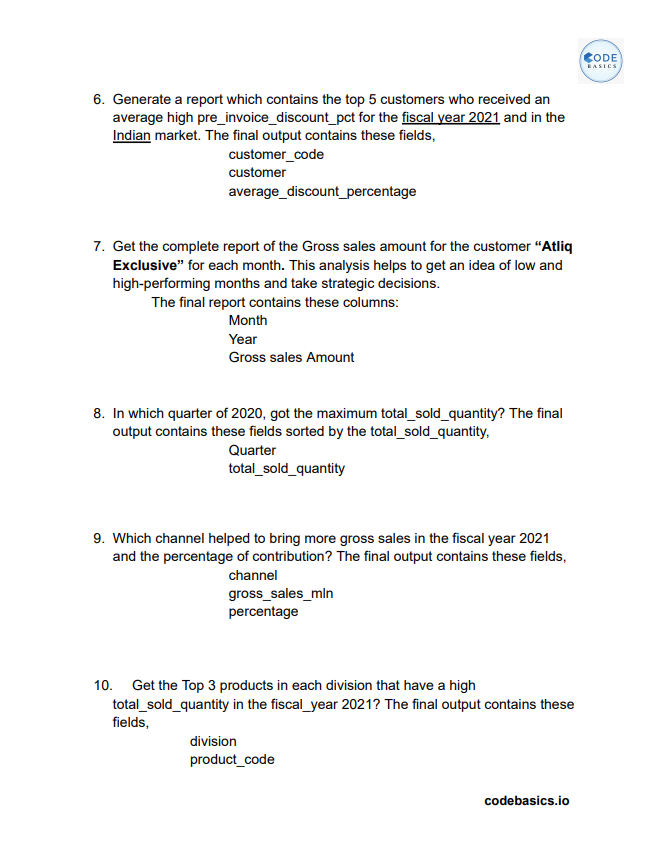 CODE
BASICS
6. Generate a report which contains the top 5 customers who received an
average high pre_invoice_discount_pct for the fiscal year 2021 and in the
Indian market. The final output contains these fields,
customer_code
customer
average_discount_percentage
7. Get the complete report of the Gross sales amount for the customer “Atliq
Exclusive” for each month. This analysis helps to get an idea of low and
high-performing months and take strategic decisions.
The final report contains these columns:
Month
Year
Gross sales Amount
8. In which quarter of 2020, got the maximum total_sold_quantity? The final
output contains these fields sorted by the total_sold_quantity,
Quarter
total_sold_quantity
9. Which channel helped to bring more gross sales in the fiscal year 2021
and the percentage of contribution? The final output contains these fields,
channel
gross_sales_mln
percentage
10. Get the Top 3 products in each division that have a high
total_sold_quantity in the fiscal_year 2021? The final output contains these
fields,
division
product_code
codebasics.io